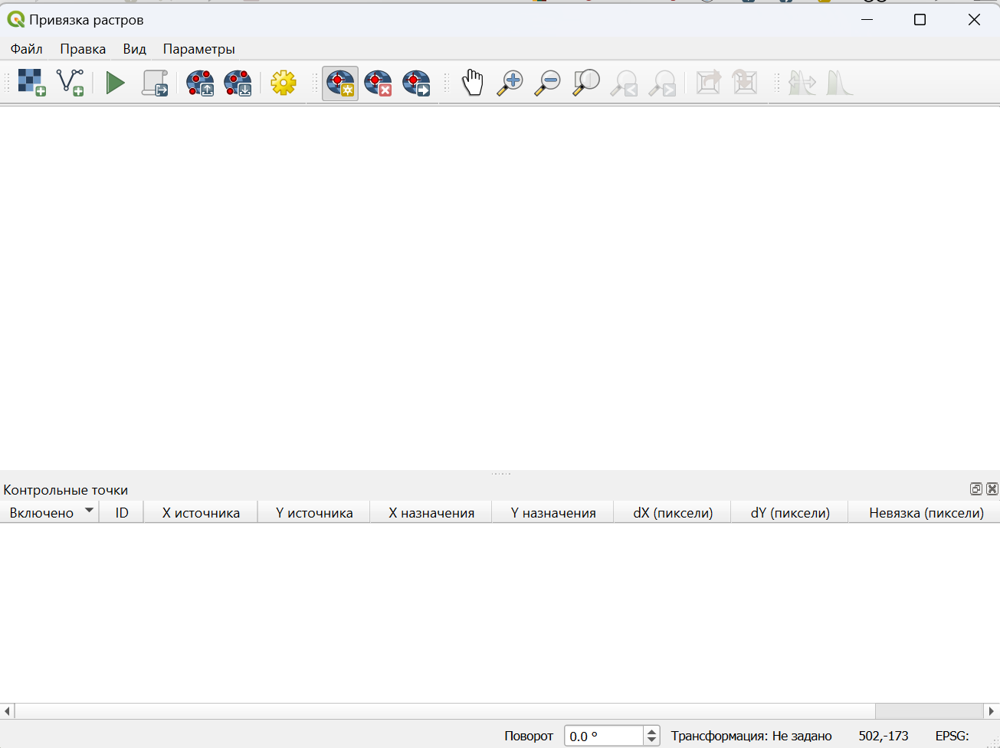 Привязка растров
Файл Правка Вид Параметры
Контрольные точки
Включено ID X источника Y источника X назначения Y назначения dX (пиксели) dY (пиксели) Невязка (пиксели)
Поворот 0.0 ° Трансформация: Не задано 502,-173 EPSG: